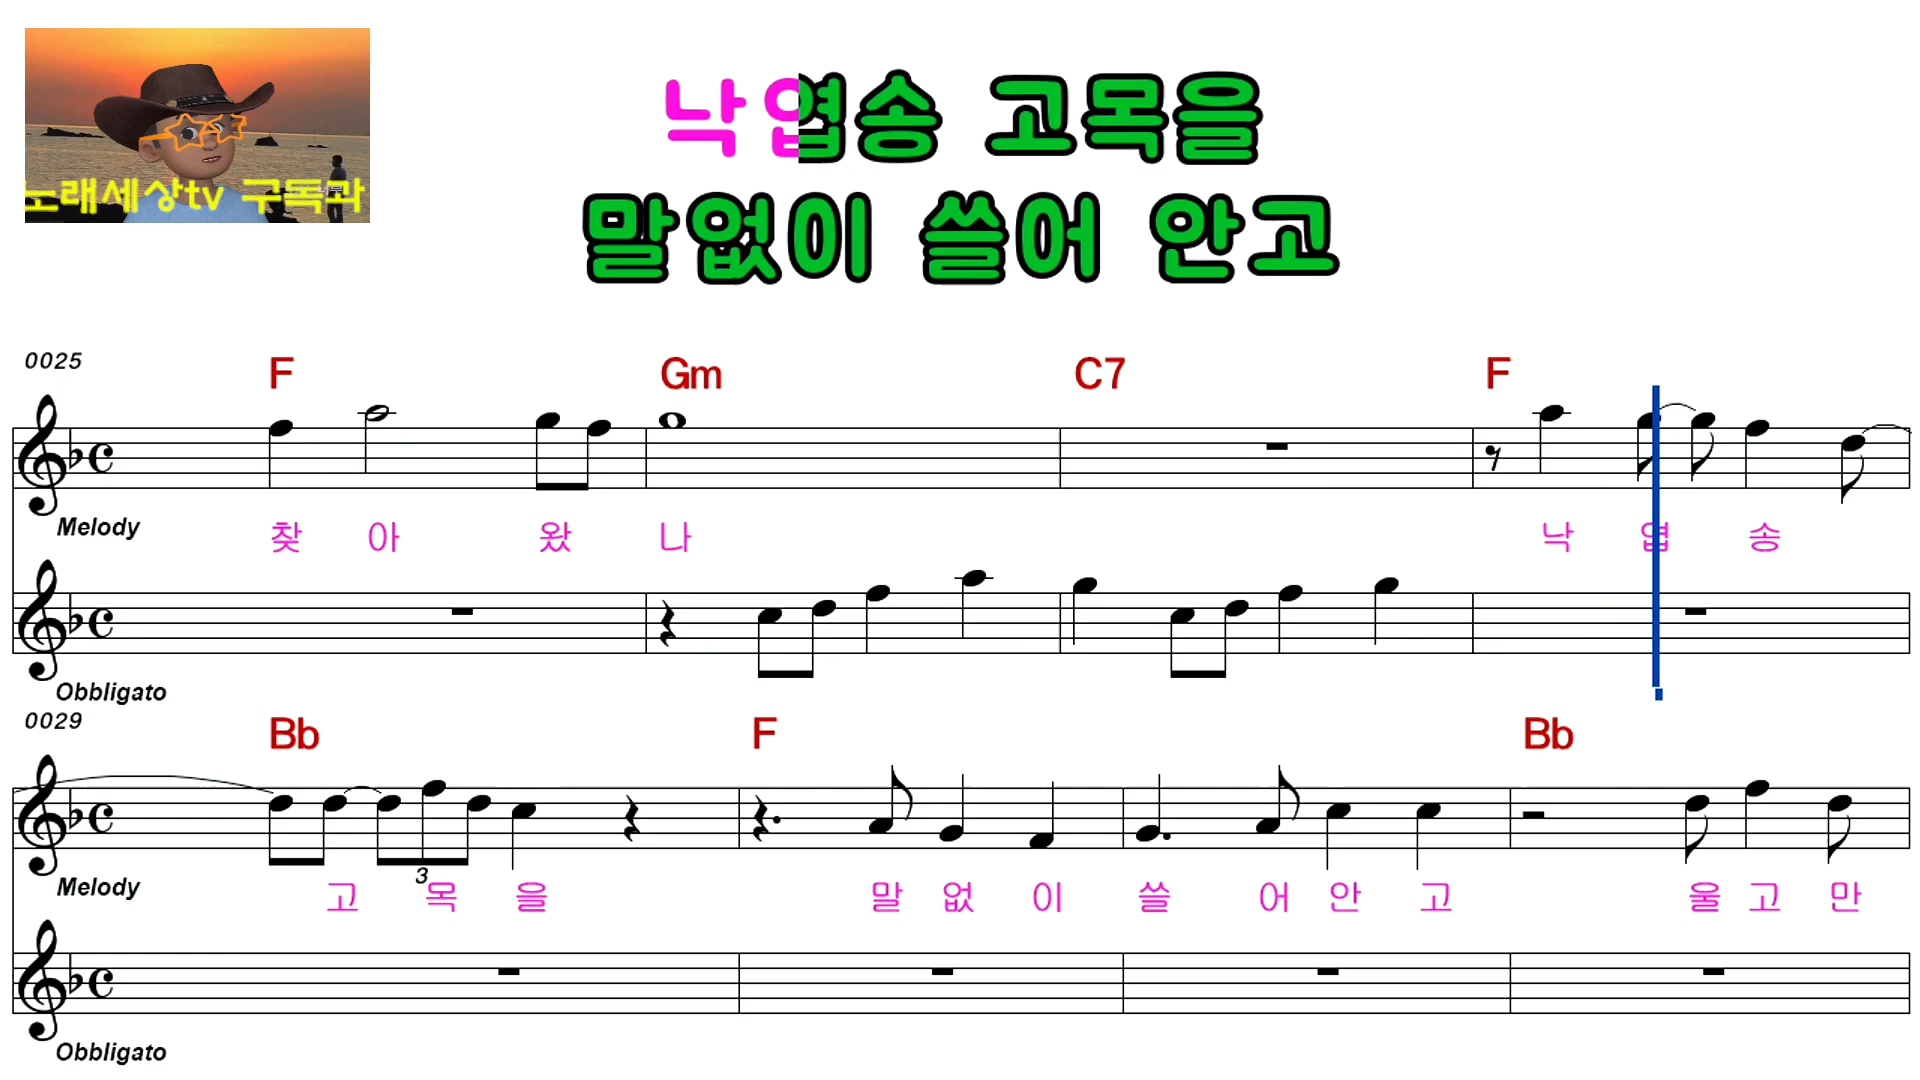 노래세상tv 구독과
낙엽송 고목을
말없이 쓸어 안고
0025
F Gm C7 F
Melody
찾 아 왔 나 낙 엽 송
Obbligato
0029
Bb F Bb
Melody
3
고 목 을 말 없 이 쓸 어 안 고 울 고 만
Obbligato